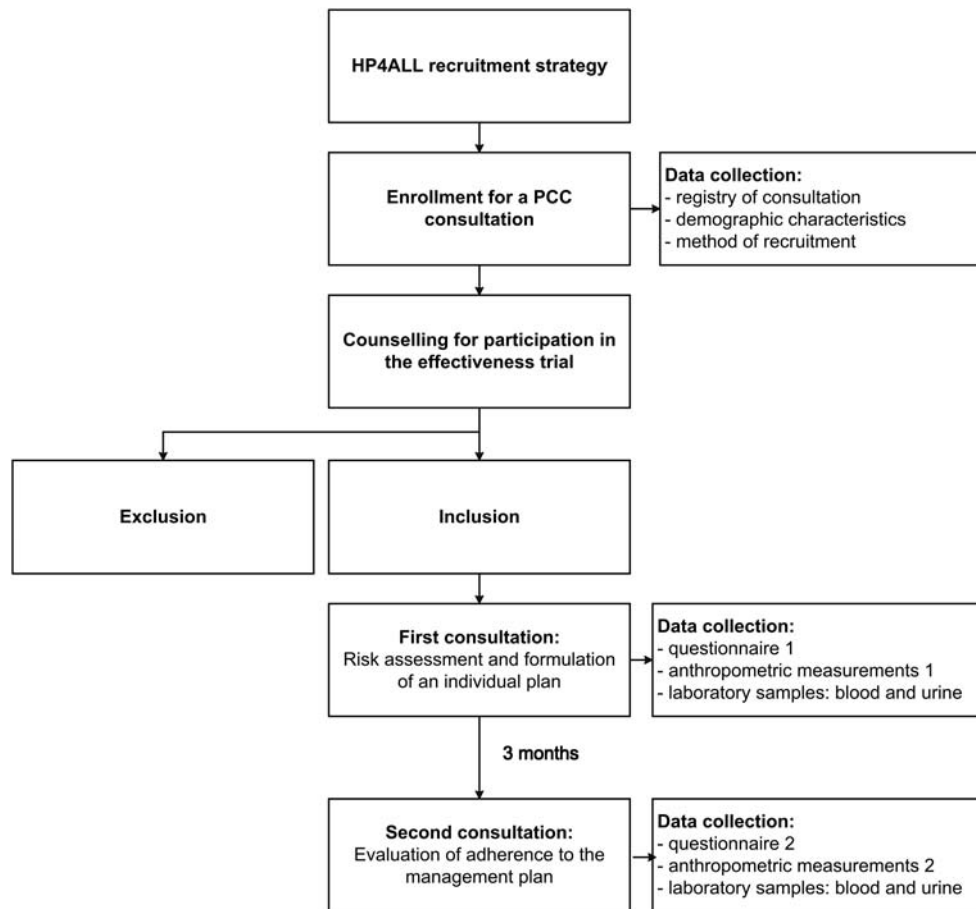 HP4ALL recruitment strategy
Enrollment for a PCC
consultation
Data collection:
- registry of consultation
- demographic characteristics
- method of recruitment
Counselling for participation in
the effectiveness trial
Exclusion
Inclusion
First consultation:
Risk assessment and formulation
of an individual plan
Data collection:
- questionnaire 1
- anthropometric measurements 1
- laboratory samples: blood and urine
3 months
Second consultation:
Evaluation of adherence to the
management plan
Data collection:
- questionnaire 2
- anthropometric measurements 2
- laboratory samples: blood and urine